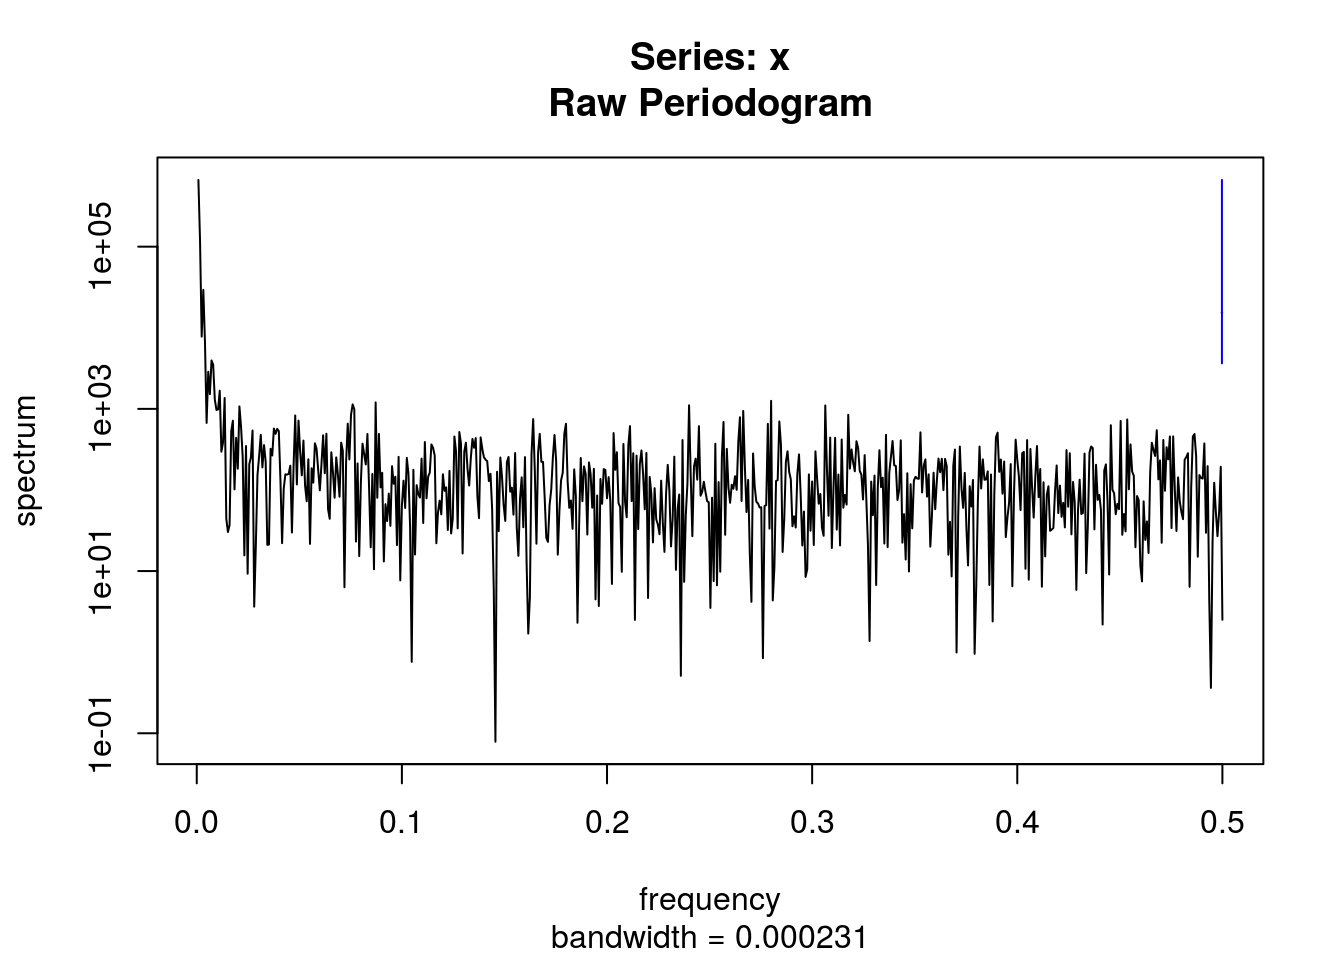 Series: x
Raw Periodogram
spectrum
1e+05
1e+03
1e+01
1e-01
0.0 0.1 0.2 0.3 0.4 0.5
frequency
bandwidth = 0.000231